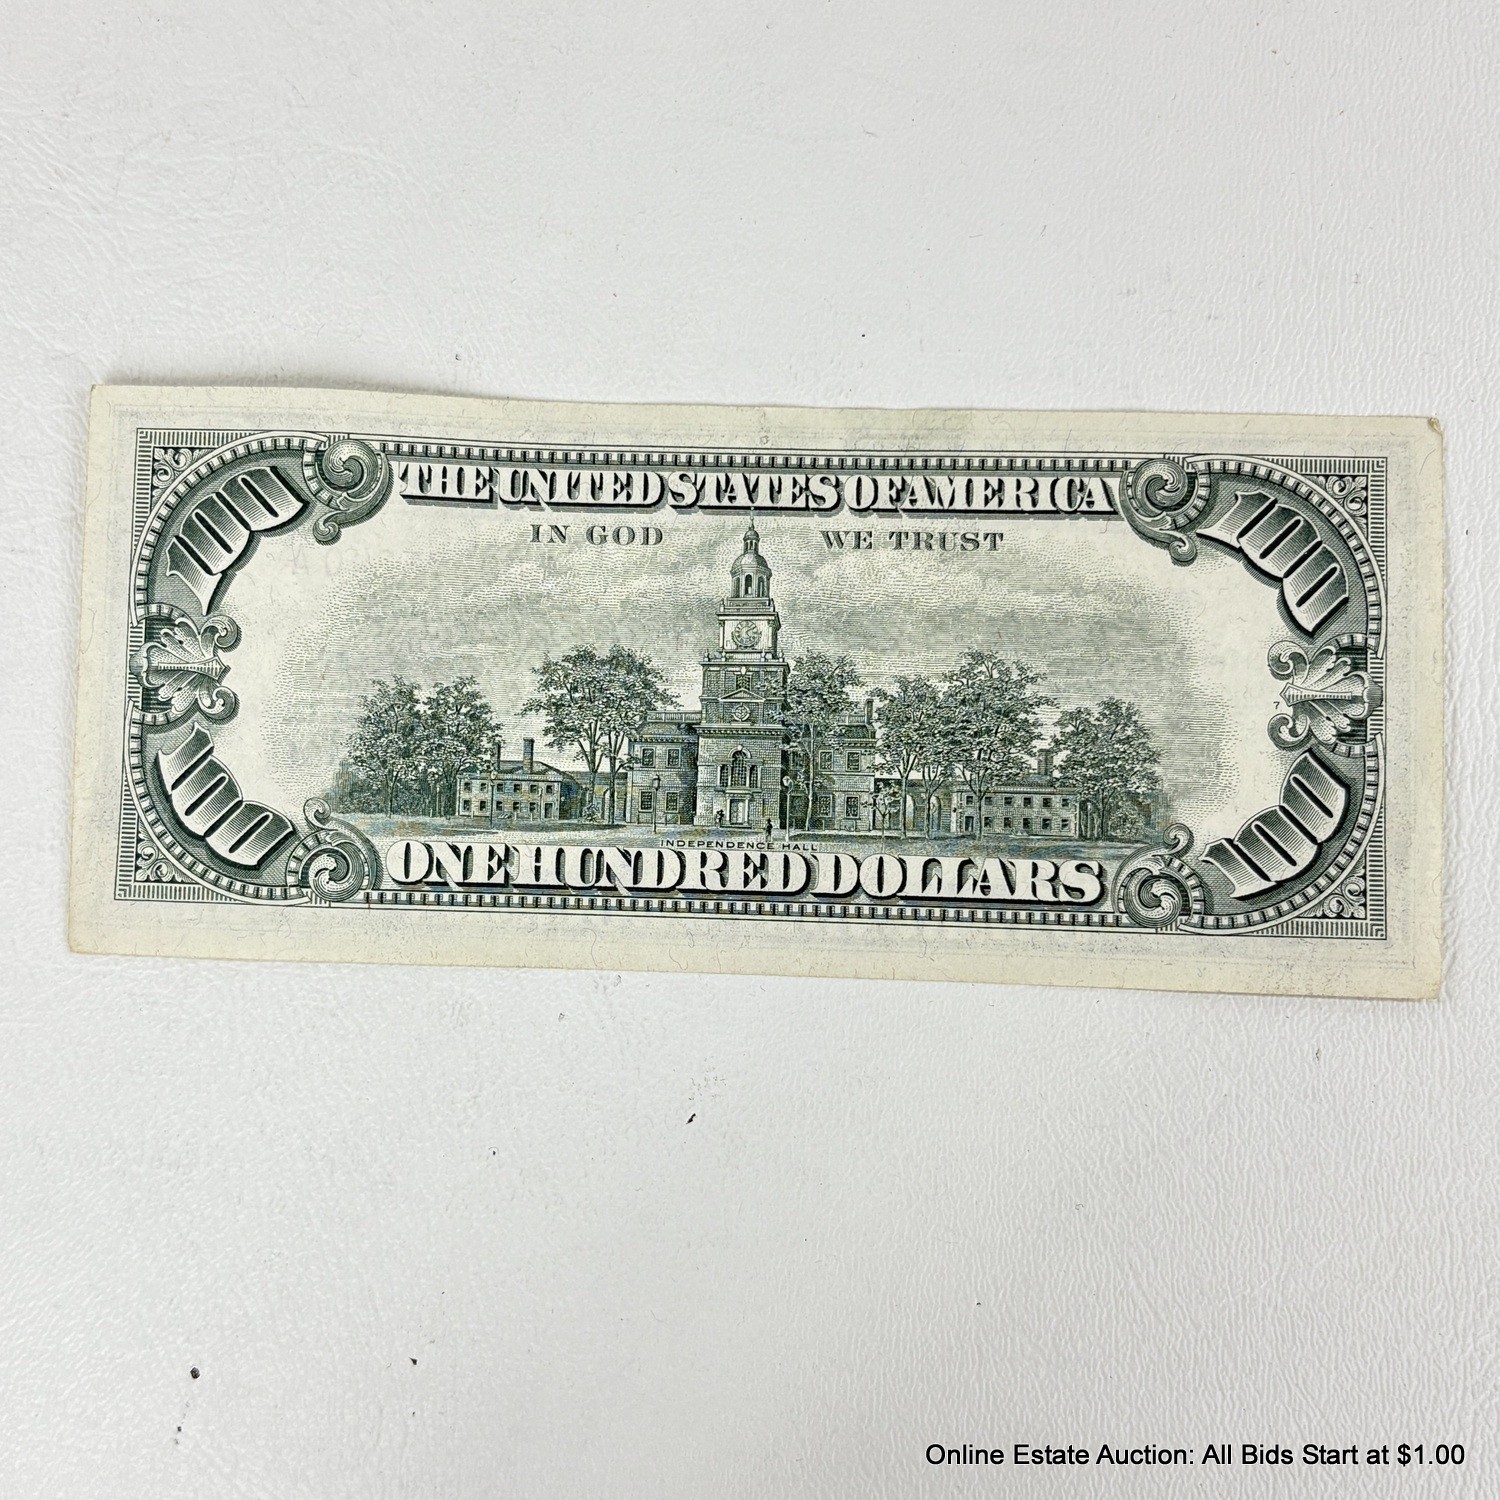 100 THE UNITED STATES OF AMERICA 100
IN GOD WE TRUST
7
INDEPENDENCE HALL
100 ONE HUNDRED DOLLARS 100
Online Estate Auction: All Bids Start at $1.00